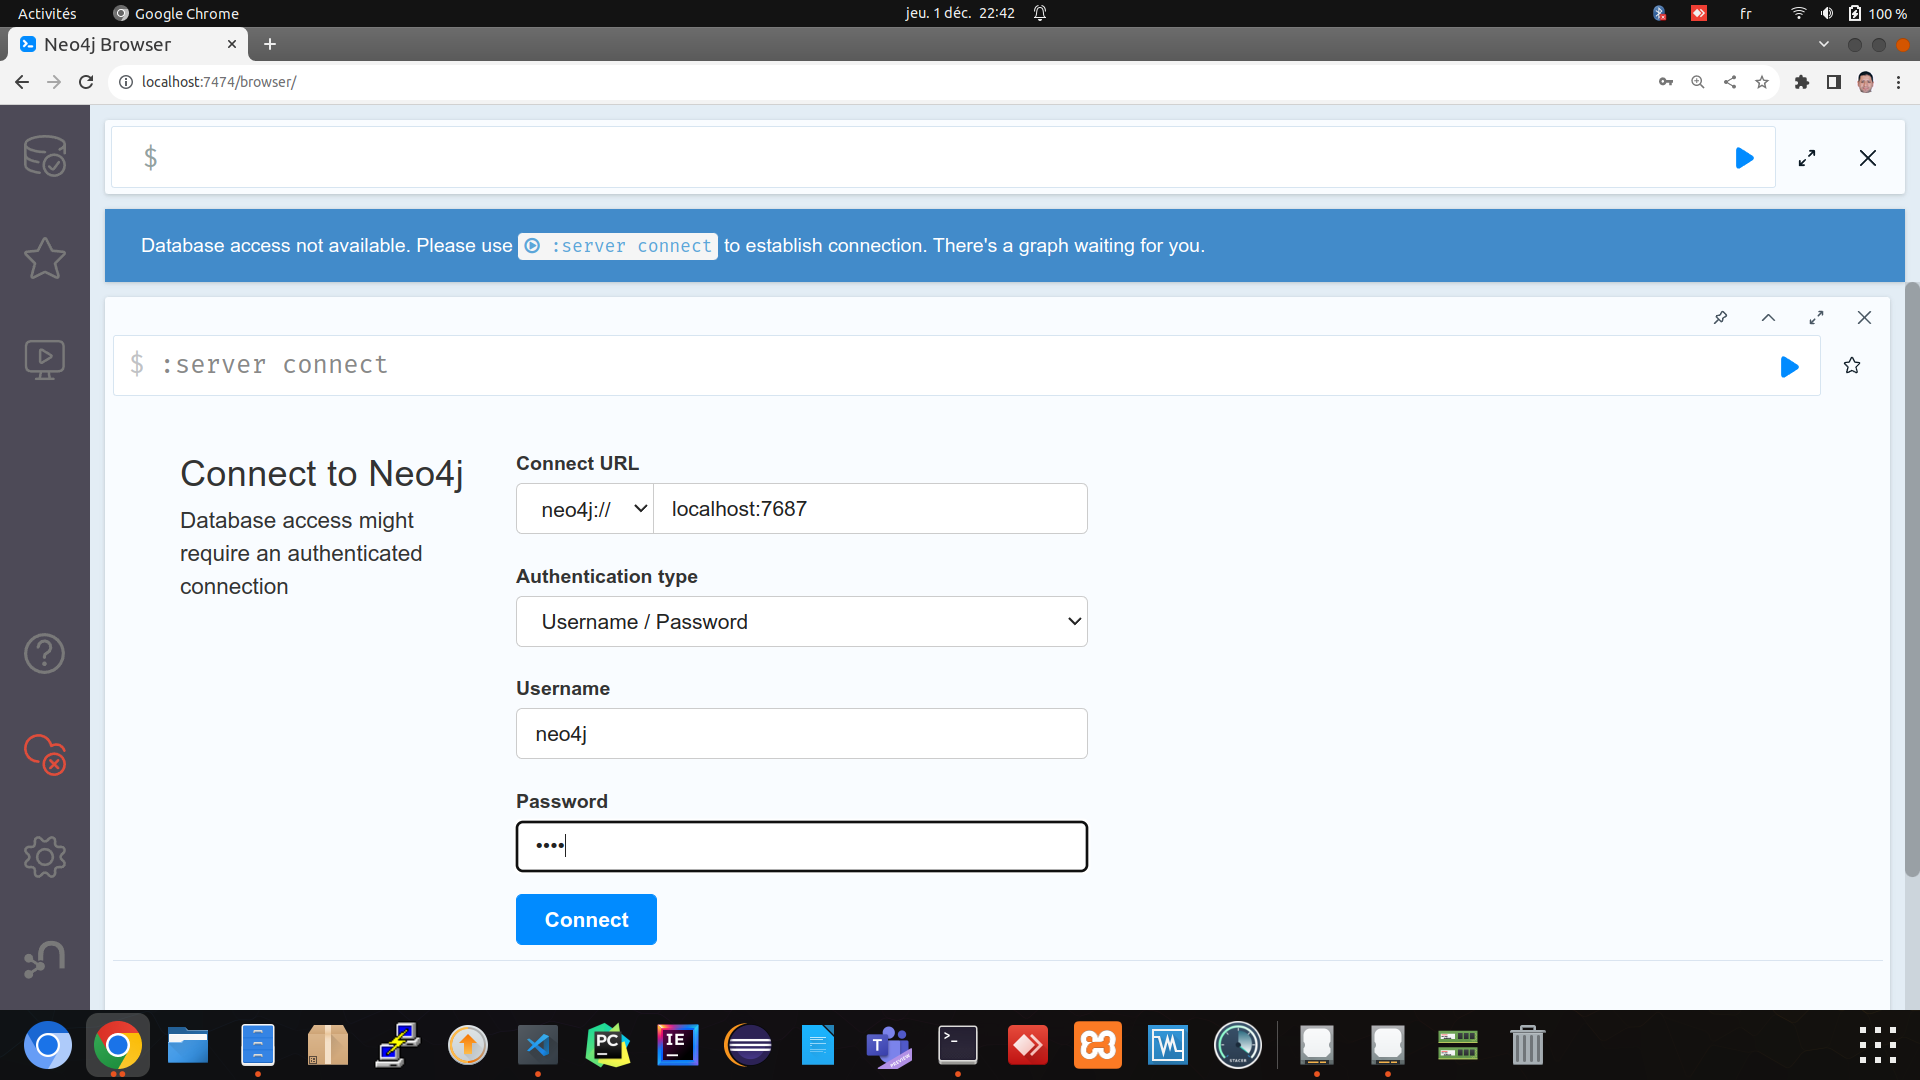 Activités
Google Chrome
jeu. 1 déc. 22:42
fr
100 %
Neo4j Browser
localhost:7474/browser/
$
Database access not available. Please use :server connect to establish connection. There's a graph waiting for you.
$ :server connect
Connect to Neo4j
Database access might
require an authenticated
connection
Connect URL
neo4j://
localhost:7687
Authentication type
Username / Password
Username
neo4j
Password
••••
Connect
PC
IE
T
PREVIEW
>_
STACER